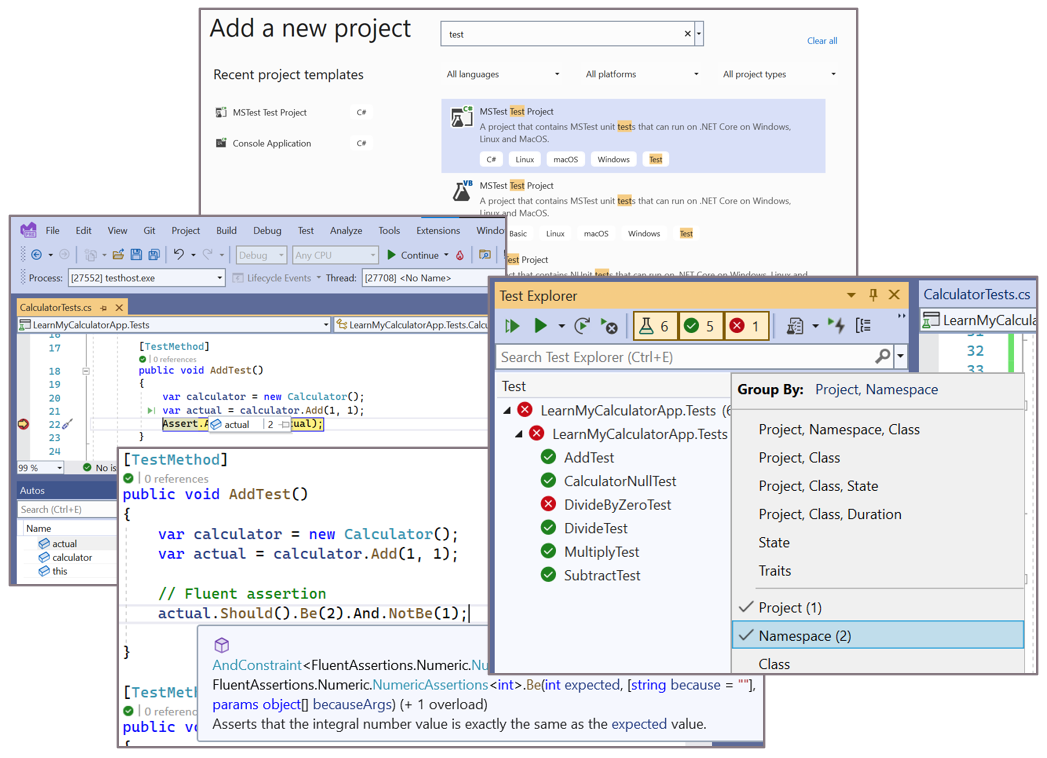 Add a new project
test
Clear all
Recent project templates
All languages
All platforms
All project types
MSTest Test Project
C#
Console Application
C#
MSTest Test Project
A project that contains MSTest unit tests that can run on .NET Core on Windows,
Linux and MacOS.
C# Linux macOS Windows Test
MSTest Test Project
A project that contains MSTest unit tests that can run on .NET Core on Windows,
Linux and MacOS.
Basic Linux macOS Windows Test
est Project
ct that contains NUnit tests that can run on .NET Core on Windows, Linux and
File Edit View Git Project Build Debug Test Analyze Tools Extensions Windo
Debug Any CPU Continue
Process: [27552] testhost.exe Lifecycle Events Thread: [27708] <No Name>
CalculatorTests.cs
LearnMyCalculatorApp.Tests LearnMyCalculatorApp.Tests.Calcu
16
17 [TestMethod]
0 references
18 public void AddTest()
19 {
20 var calculator = new Calculator();
21 var actual = calculator.Add(1, 1);
22 Assert.A actual 2 tual);
23 }
24
99 % No is
Autos
Search (Ctrl+E)
Name
actual
calculator
this
[TestMethod]
0 references
public void AddTest()
{
var calculator = new Calculator();
var actual = calculator.Add(1, 1);
// Fluent assertion
actual.Should().Be(2).And.NotBe(1);
}
[TestMe
0 referenc
public vo
{
AndConstraint<FluentAssertions.Numeric.Nu
FluentAssertions.Numeric.NumericAssertions<int>.Be(int expected, [string because = ""],
params object[] becauseArgs) (+ 1 overload)
Asserts that the integral number value is exactly the same as the expected value.
Test Explorer
6 5 1
Search Test Explorer (Ctrl+E)
Test
LearnMyCalculatorApp.Tests (6
LearnMyCalculatorApp.Tests
AddTest
CalculatorNullTest
DivideByZeroTest
DivideTest
MultiplyTest
SubtractTest
CalculatorTests.cs
LearnMyCalcula
31
32
33
Group By: Project, Namespace
Project, Namespace, Class
Project, Class
Project, Class, State
Project, Class, Duration
State
Traits
Project (1)
Namespace (2)
Class